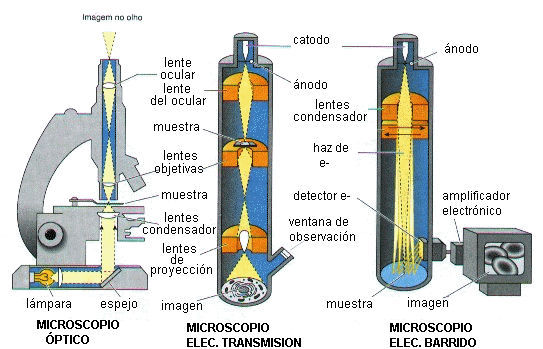 Imagem no olho
lente
ocular
lente
del ocular
muestra
lentes
objetivas
muestra
lentes
condensador
lentes
de
proyección
lámpara
espejo
imagen
MICROSCOPIO
ÓPTICO
catodo
ánodo
ventana de
observación
MICROSCOPIO
ELEC. TRANSMISION
ánodo
lentes
condensador
haz de
e-
detector e-
amplificador
electrónico
muestra
imagen
MICROSCOPIO
ELEC. BARRIDO